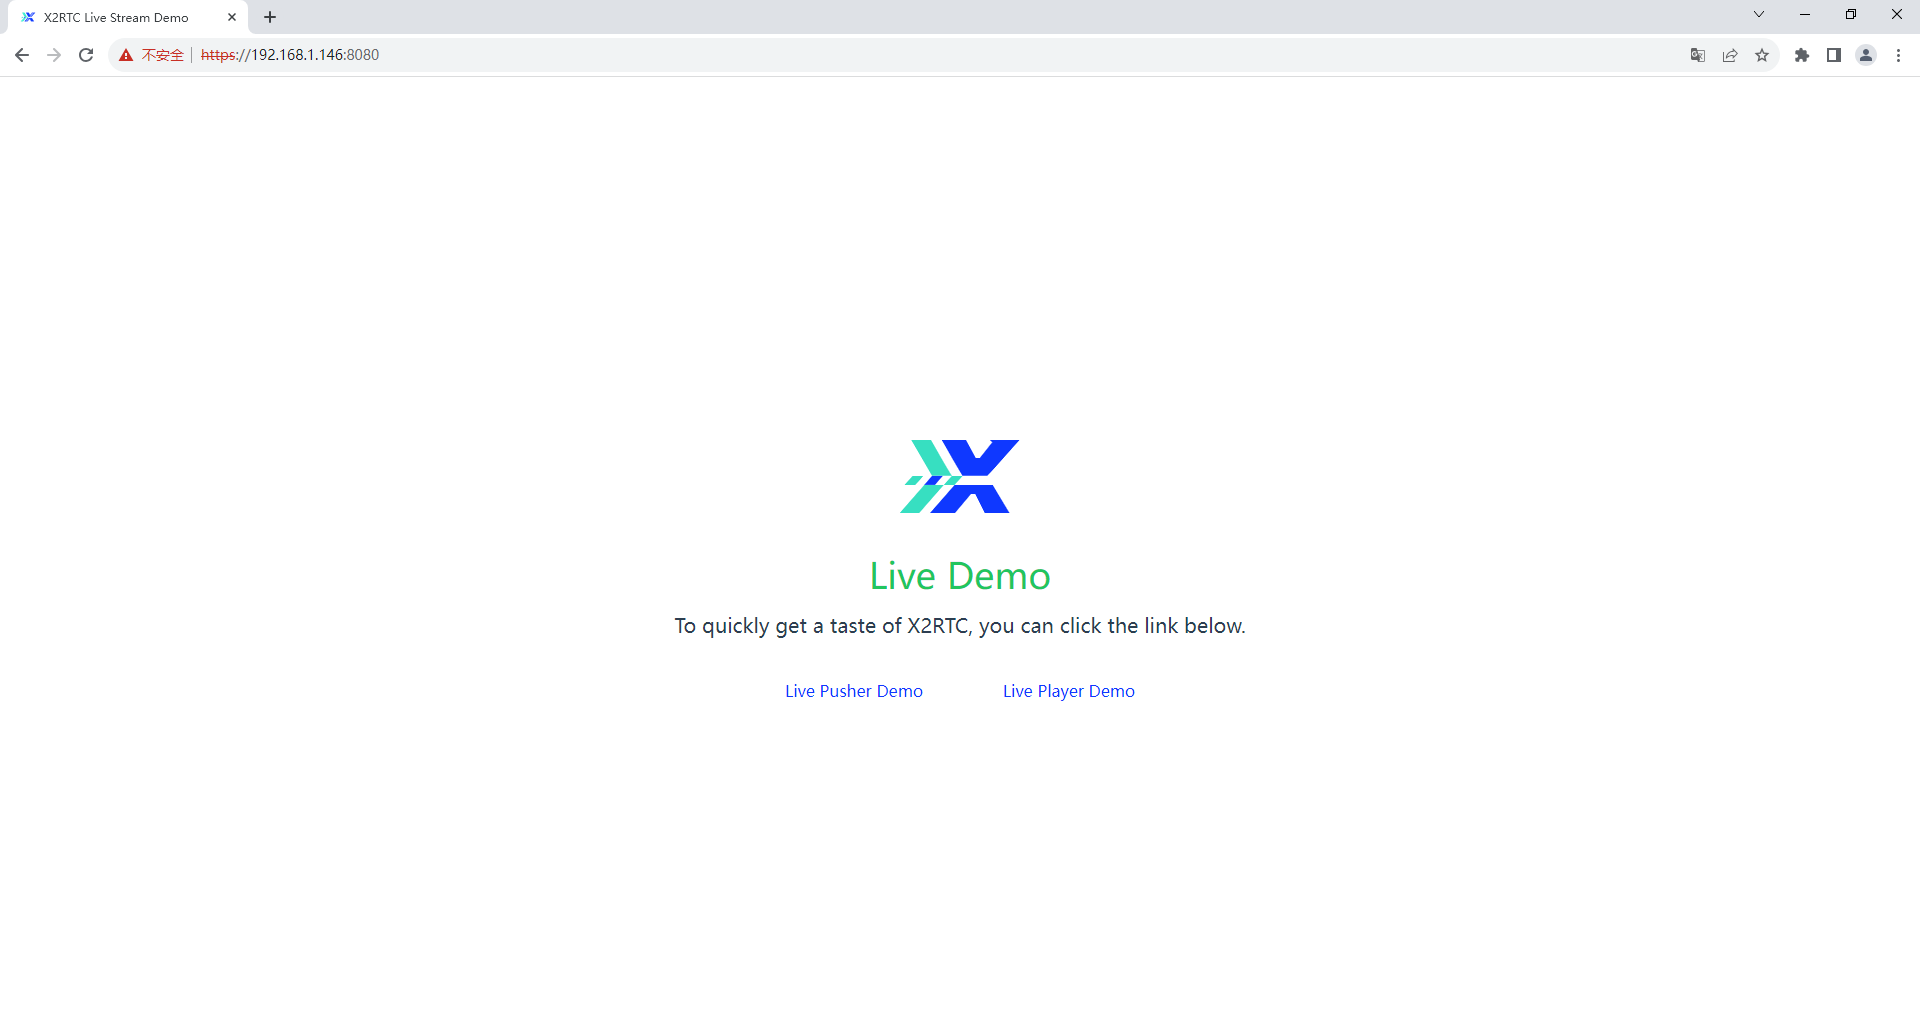 X2RTC Live Stream Demo
不安全 https://192.168.1.146:8080
Live Demo
To quickly get a taste of X2RTC, you can click the link below.
Live Pusher Demo Live Player Demo